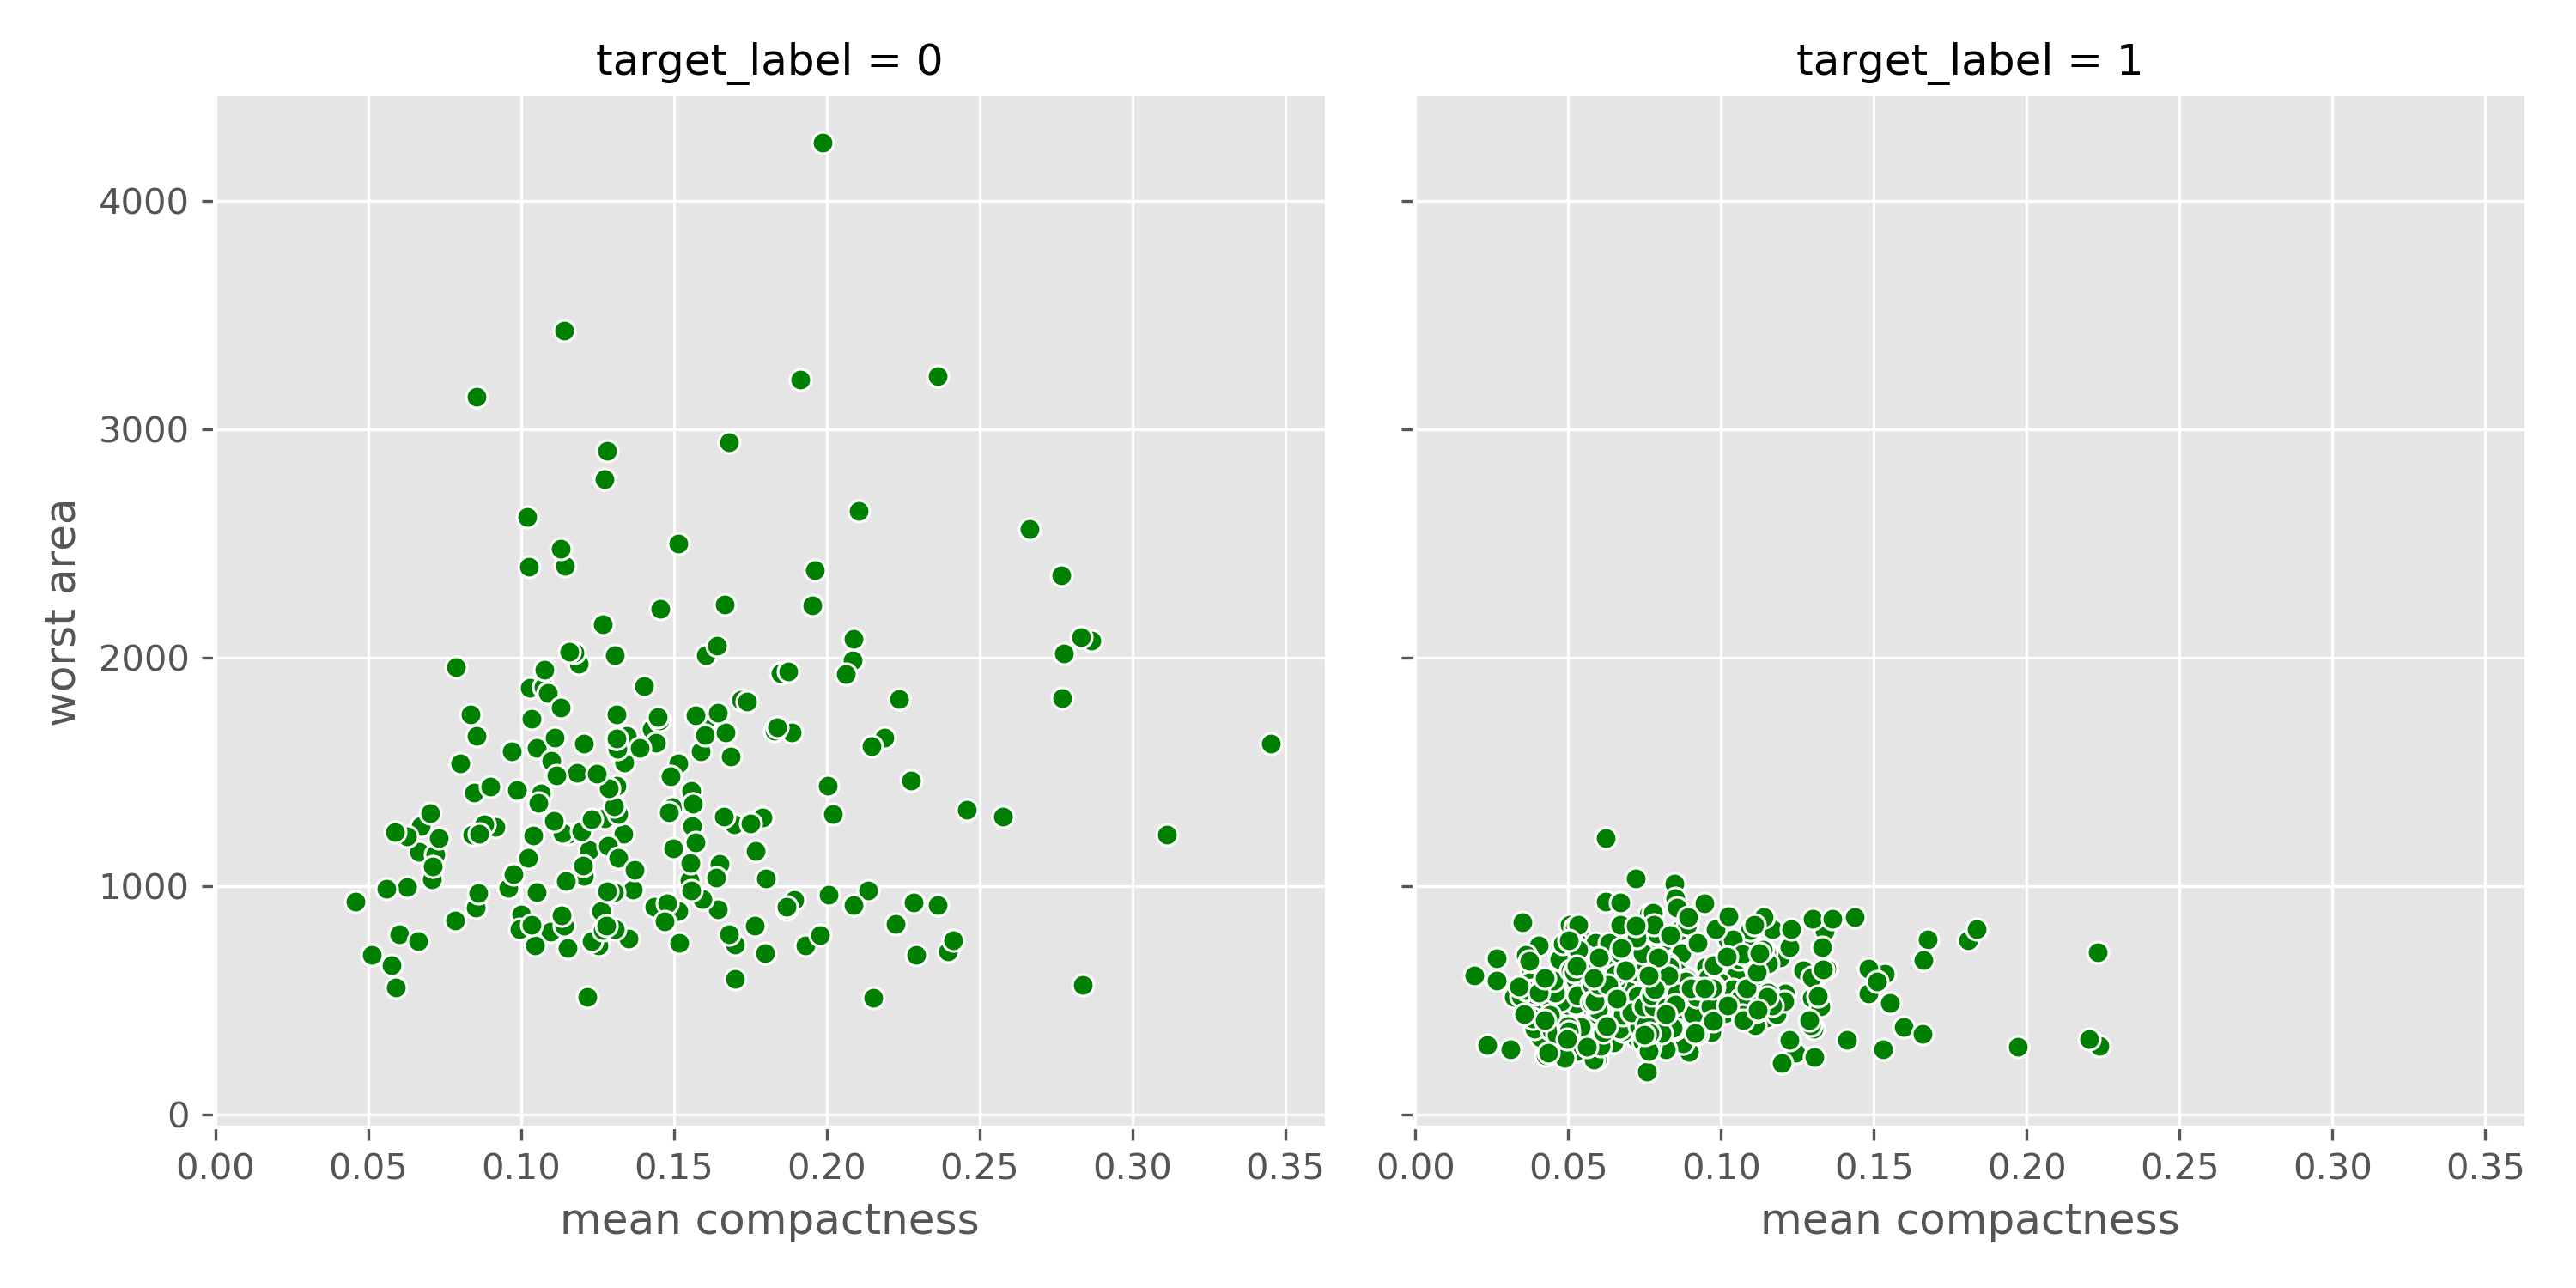 target_label = 0
target_label = 1
worst area
4000
3000
2000
1000
0
0.00 0.05 0.10 0.15 0.20 0.25 0.30 0.35
0.00 0.05 0.10 0.15 0.20 0.25 0.30 0.35
mean compactness
mean compactness